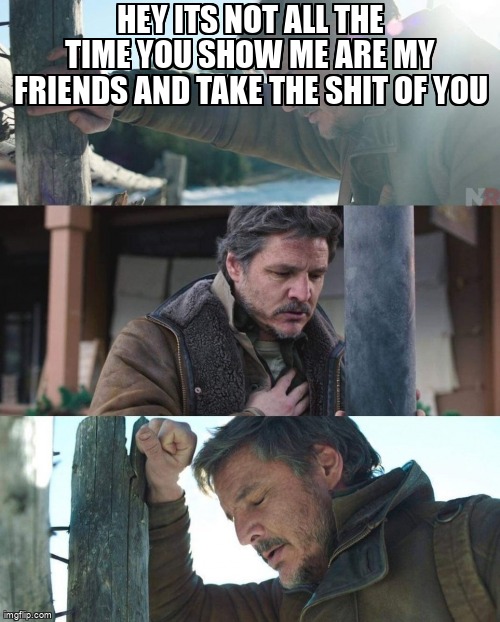 HEY ITS NOT ALL THE
TIME YOU SHOW ME ARE MY
FRIENDS AND TAKE THE SHIT OF YOU
imgflip.com